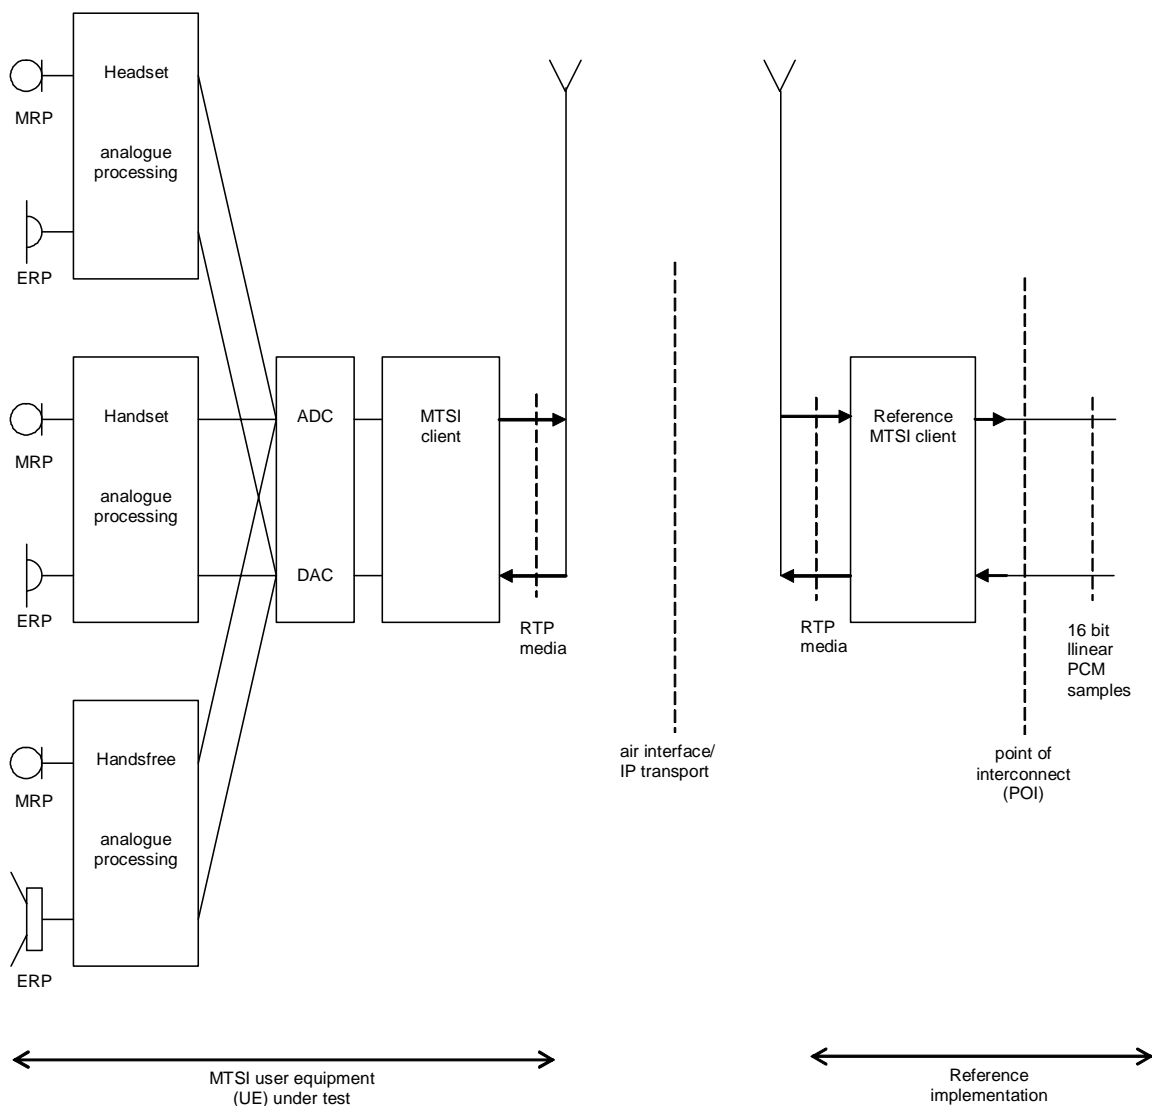 Headset
MRP
analogue
processing
ERP
Handset
MRP
analogue
processing
ERP
ADC
DAC
MTSI
client
RTP
media
Handsfree
MRP
analogue
processing
ERP
air interface/
IP transport
Reference
MTSI client
RTP
media
16 bit
llinear
PCM
samples
point of
interconnect
(POI)
MTSI user equipment
(UE) under test
Reference
implementation